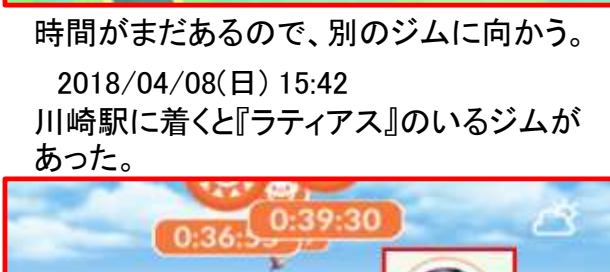 時間がまだあるので、別のジムに向かう。
2018/04/08(日) 15:42
川崎駅に着くと『ラティアス』のいるジムが
あった。
0:39:30